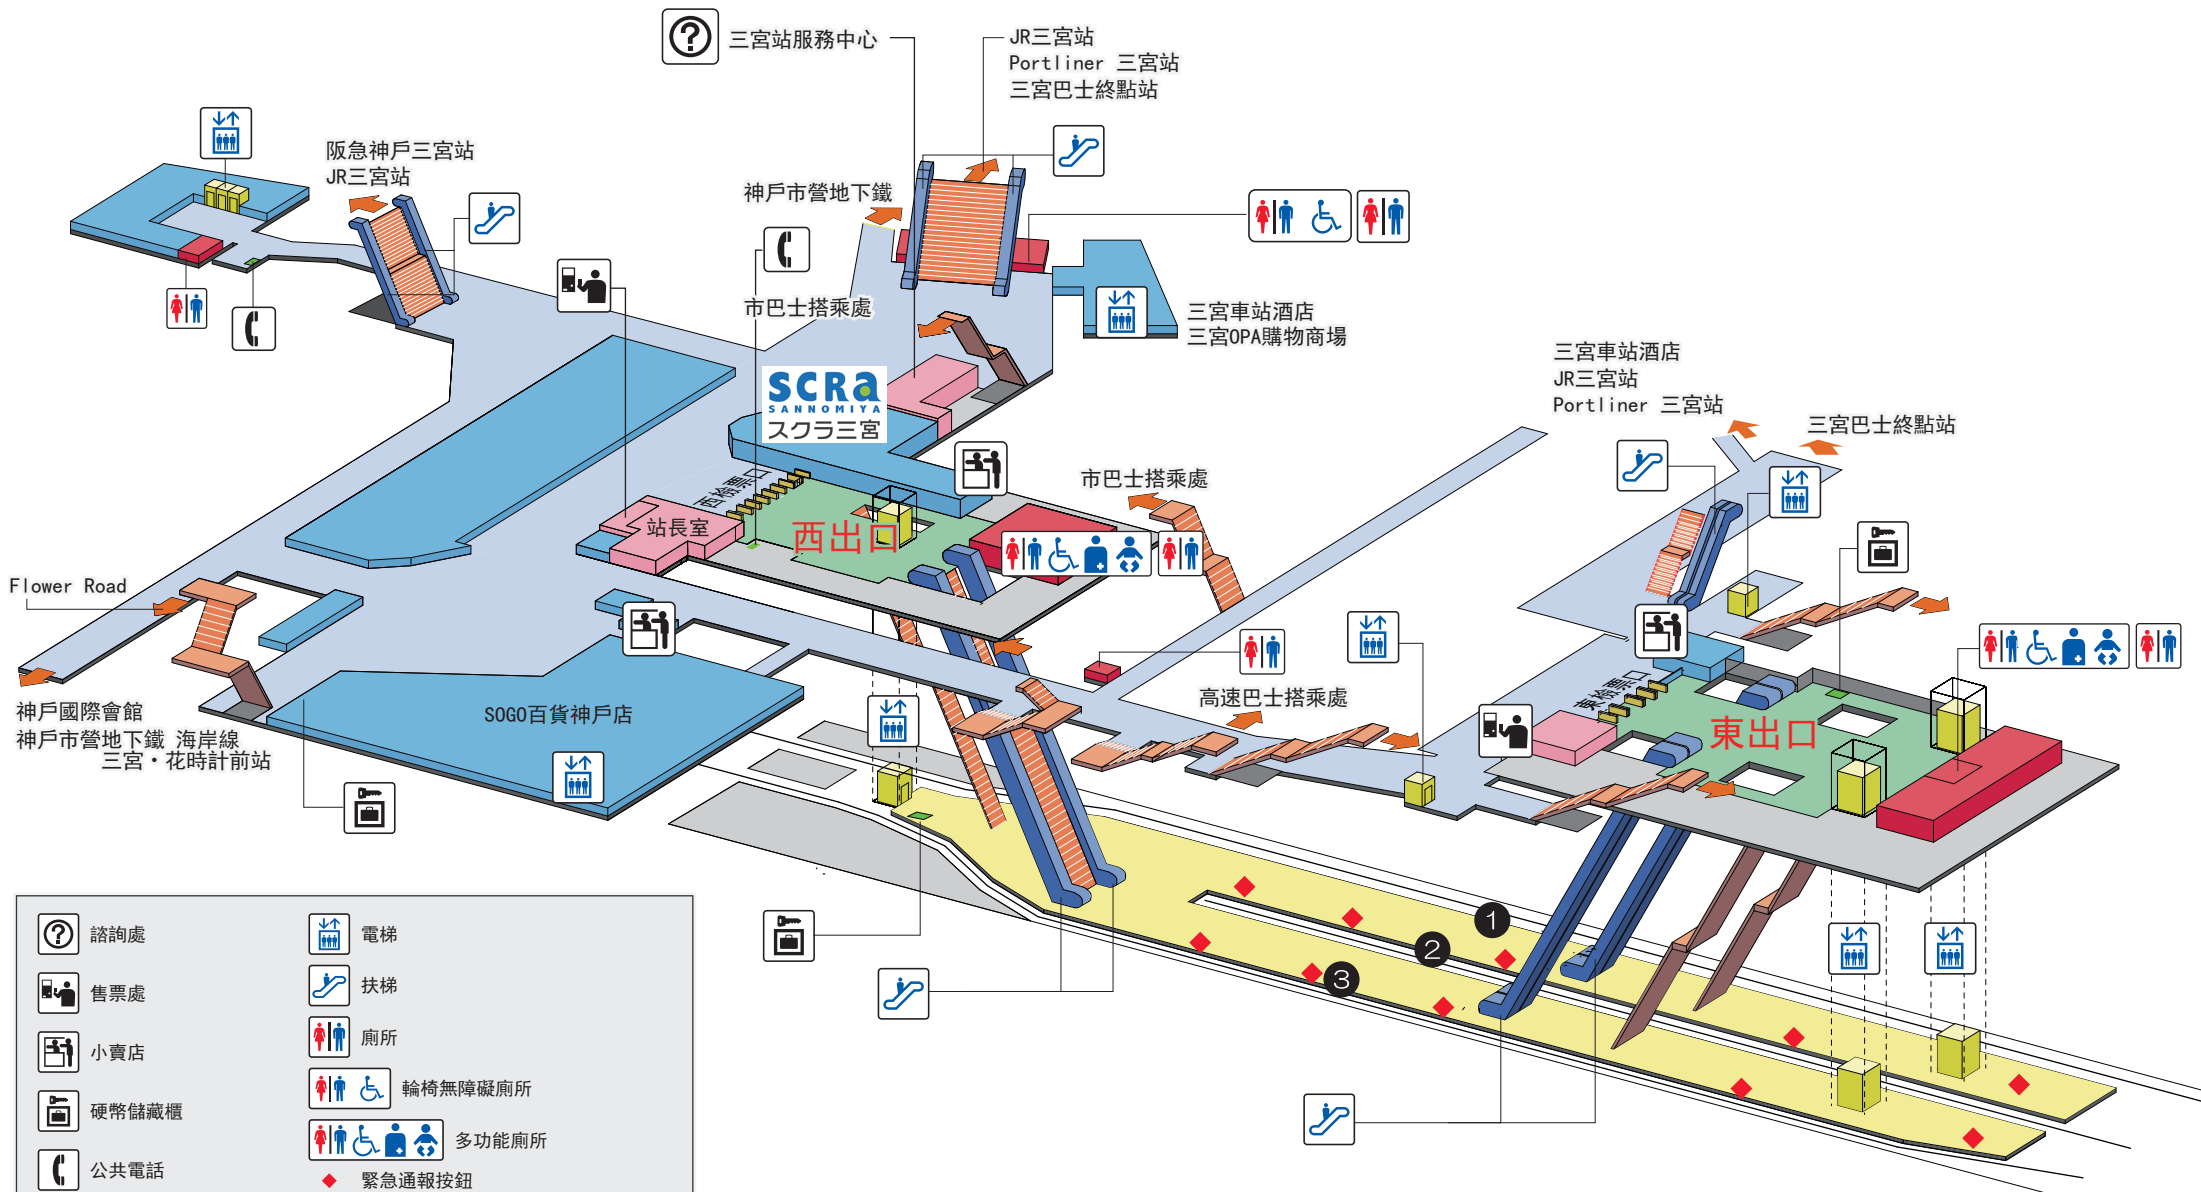 三宮站服務中心
JR三宮站
Portliner 三宮站
三宮巴士終點站
阪急神戶三宮站
JR三宮站
神戶市營地下鐵
市巴士搭乘處
三宮車站酒店
三宮OPA購物商場
三宮車站酒店
JR三宮站
Portliner 三宮站
三宮巴士終點站
SCRa
SANNOMIYA
スクラ三宮
西檢票口
市巴士搭乘處
站長室
西出口
Flower Road
神戶國際會館
神戶市營地下鐵 海岸線
三宮・花時計前站
SOGO百貨神戶店
高速巴士搭乘處
東檢票口
東出口
1
2
3
諮詢處
電梯
售票處
扶梯
小賣店
廁所
硬幣儲藏櫃
輪椅無障礙廁所
公共電話
多功能廁所
緊急通報按鈕